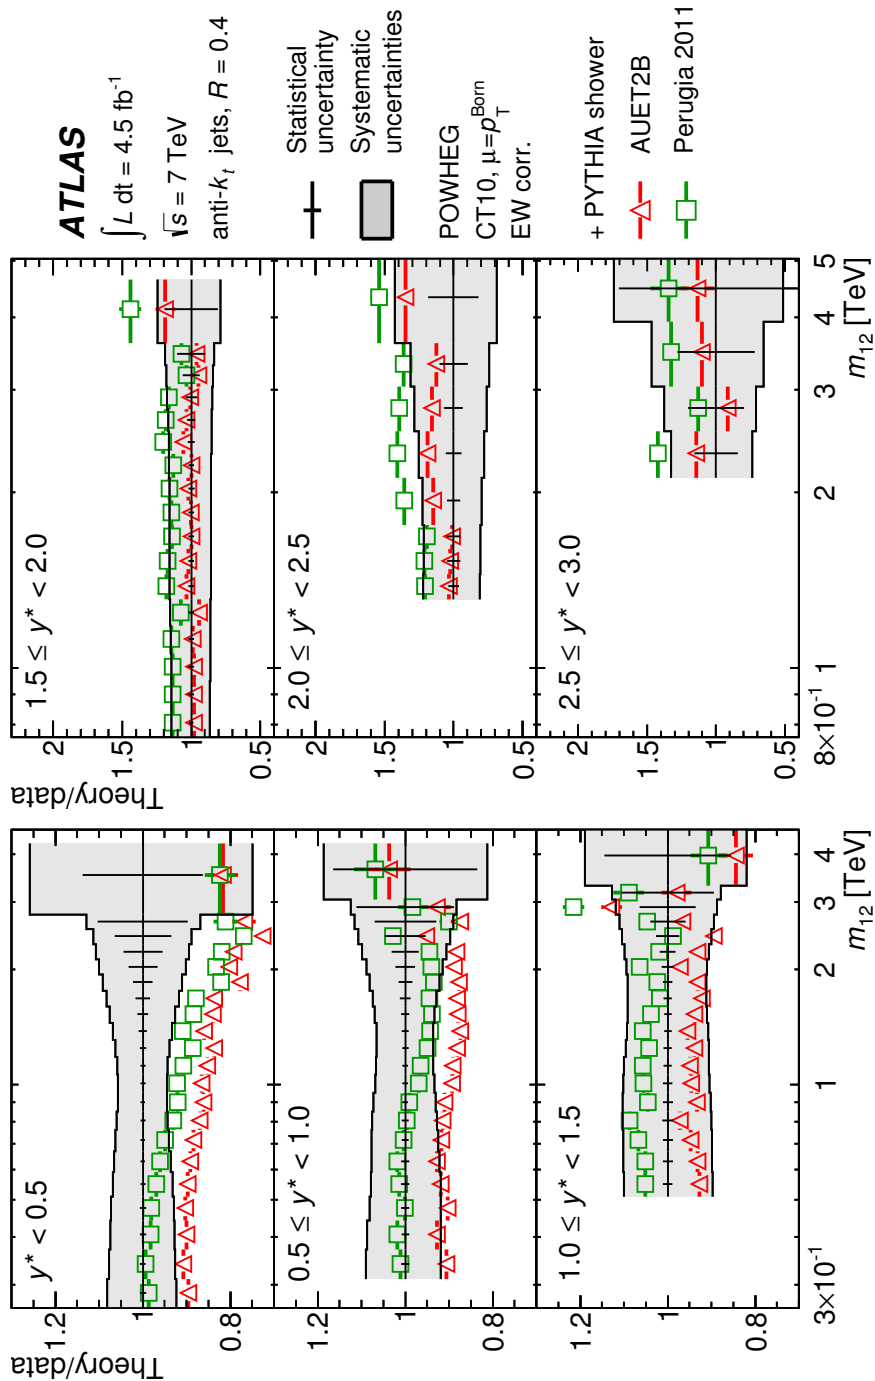 Theory/data
1.2
1
0.8
y* < 0.5
1.2
1
0.8
0.5 ≤ y* < 1.0
1.2
1
0.8
1.0 ≤ y* < 1.5
3×10⁻¹
1
2
3
4
m₁₂ [TeV]
Theory/data
2
1.5
1
0.5
1.5 ≤ y* < 2.0
2
1.5
1
0.5
2.0 ≤ y* < 2.5
2
1.5
1
0.5
2.5 ≤ y* < 3.0
8×10⁻¹
1
2
3
4
5
m₁₂ [TeV]
ATLAS
∫ L dt = 4.5 fb⁻¹
√s = 7 TeV
anti-kₜ jets, R = 0.4
Statistical
uncertainty
Systematic
uncertainties
POWHEG
CT10, μ=p_T^Born
EW corr.
+ PYTHIA shower
AUET2B
Perugia 2011